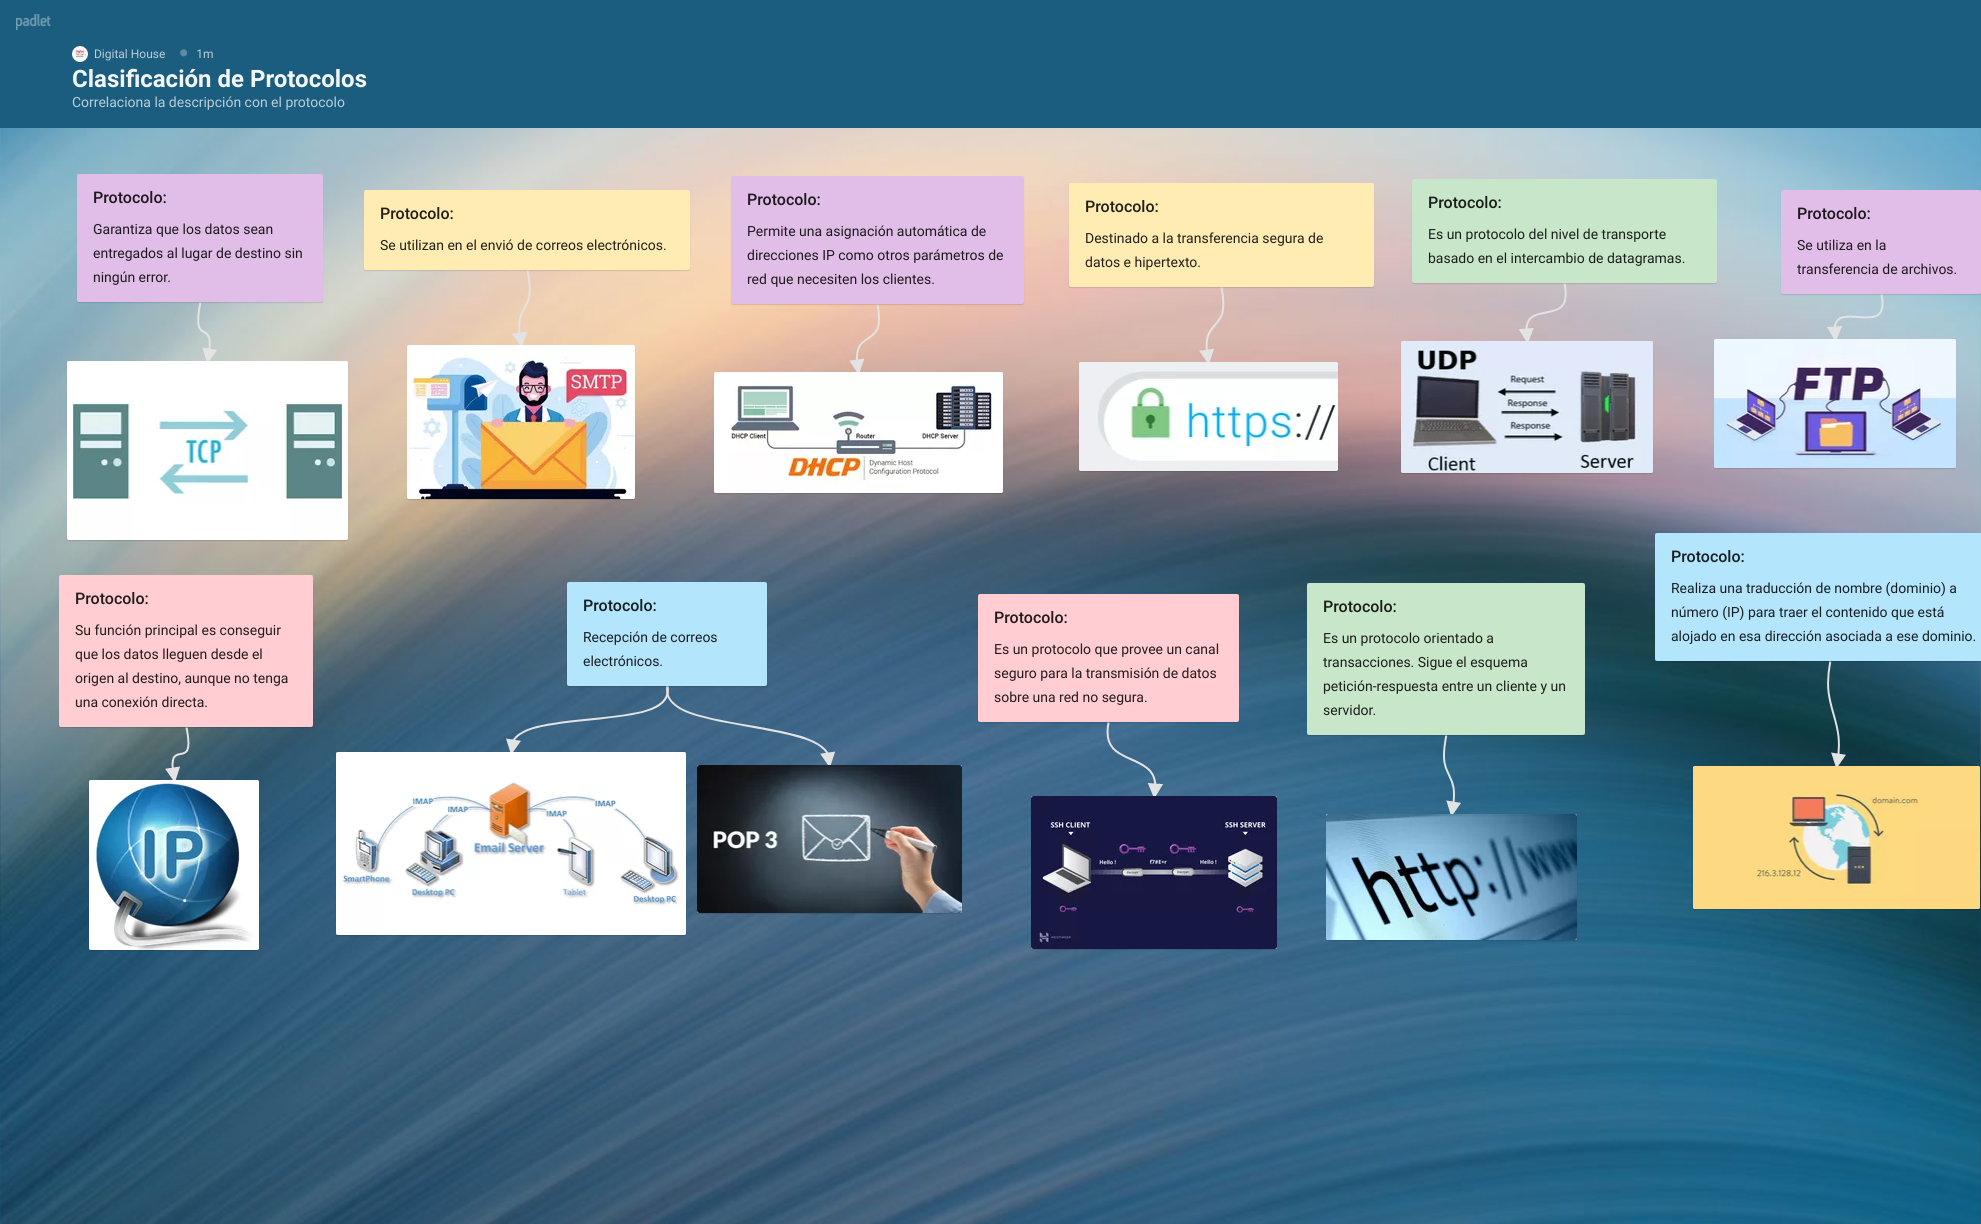 padlet
Digital House
1m
Clasificación de Protocolos
Correlaciona la descripción con el protocolo
Protocolo:
Garantiza que los datos sean
entregados al lugar de destino sin
ningún error.
Protocolo:
Se utilizan en el envió de correos electrónicos.
Protocolo:
Permite una asignación automática de
direcciones IP como otros parámetros de
red que necesiten los clientes.
Protocolo:
Destinado a la transferencia segura de
datos e hipertexto.
Protocolo:
Es un protocolo del nivel de transporte
basado en el intercambio de datagramas.
Protocolo:
Se utiliza en la
transferencia de archivos.
TCP
SMTP
DHCP Client
Router
DHCP Server
DHCP
Dynamic Host
Configuration Protocol
https://
UDP
Request
Response
Response
Client
Server
FTP
Protocolo:
Su función principal es conseguir
que los datos lleguen desde el
origen al destino, aunque no tenga
una conexión directa.
Protocolo:
Recepción de correos
electrónicos.
Protocolo:
Es un protocolo que provee un canal
seguro para la transmisión de datos
sobre una red no segura.
Protocolo:
Es un protocolo orientado a
transacciones. Sigue el esquema
petición-respuesta entre un cliente y un
servidor.
Protocolo:
Realiza una traducción de nombre (dominio) a
número (IP) para traer el contenido que está
alojado en esa dirección asociada a ese dominio.
IP
IMAP
IMAP
IMAP
IMAP
Email Server
SmartPhone
Desktop PC
Tablet
Desktop PC
POP 3
SSH CLIENT
SSH SERVER
Hello !
f7#E+r
Hello !
http://www
domain.com
216.3.128.12